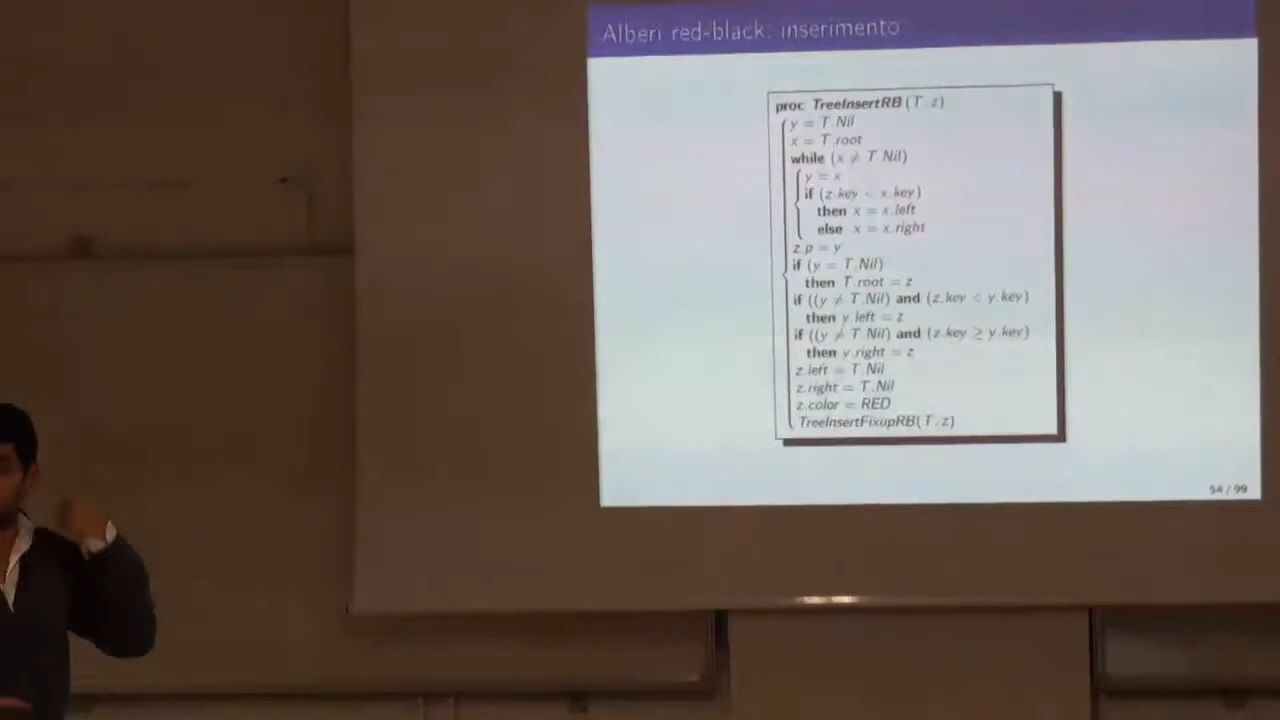 Alberi red-black: inserimento
proc TreeInsertRB(T, z)
y = T.Nil
x = T.root
while (x ≠ T.Nil)
y = x
if (z.key < x.key)
then x = x.left
else x = x.right
z.p = y
if (y = T.Nil)
then T.root = z
if ((y ≠ T.Nil) and (z.key < y.key)
then y.left = z
if ((y ≠ T.Nil) and (z.key ≥ y.key)
then y.right = z
z.left = T.Nil
z.right = T.Nil
z.color = RED
TreeInsertFixupRB(T, z)
54 / 99